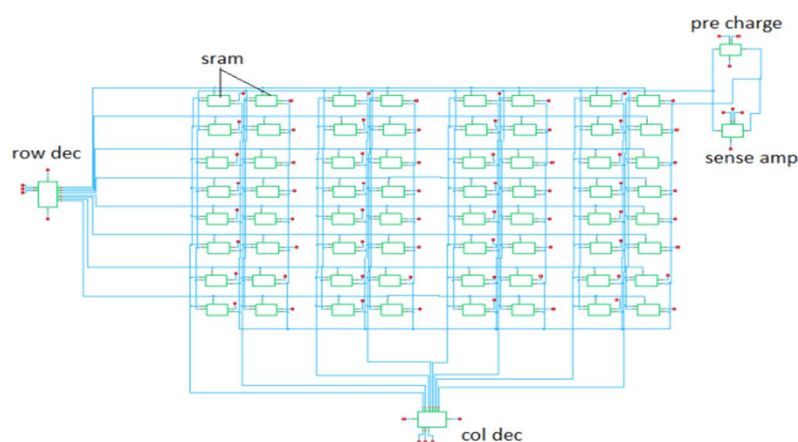 pre charge
sram
row dec
sense amp
col dec